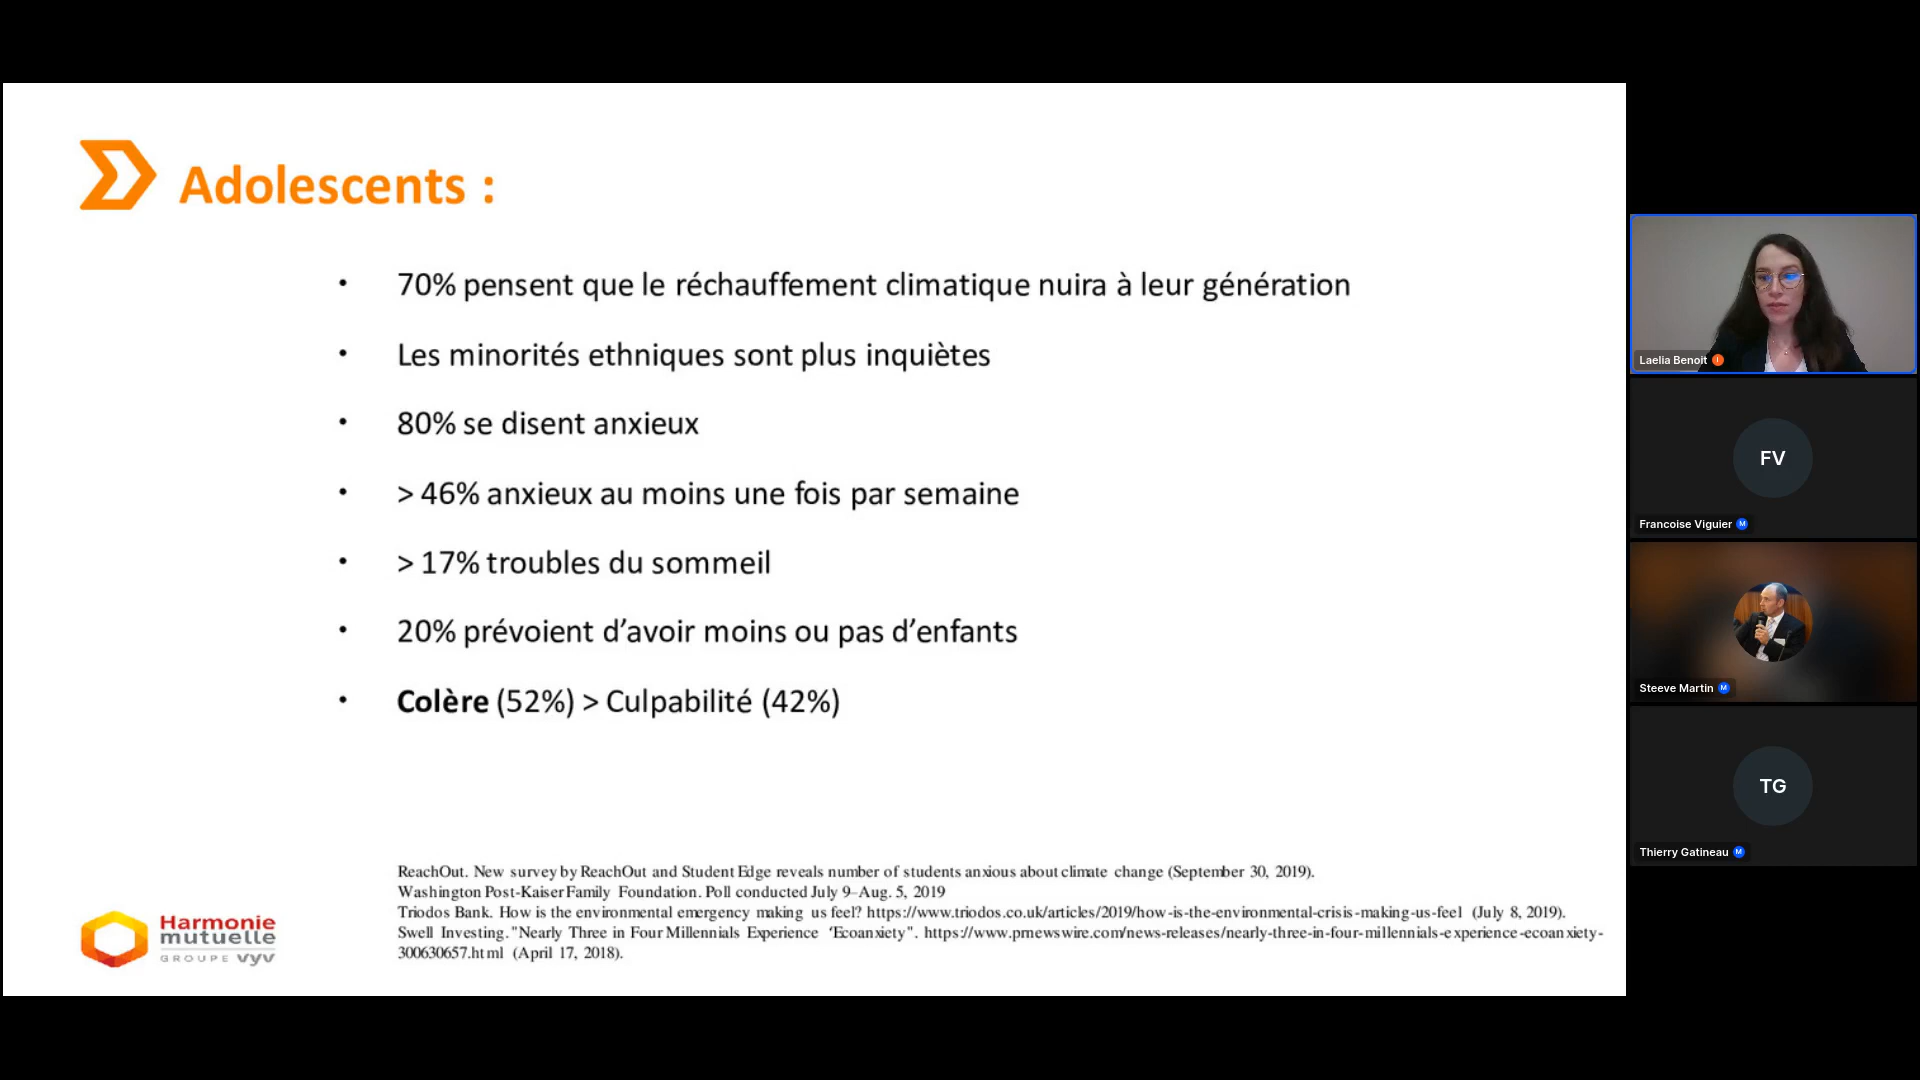 Adolescents :
• 70% pensent que le réchauffement climatique nuira à leur génération
• Les minorités ethniques sont plus inquiètes
• 80% se disent anxieux
• > 46% anxieux au moins une fois par semaine
• > 17% troubles du sommeil
• 20% prévoient d’avoir moins ou pas d’enfants
• Colère (52%) > Culpabilité (42%)
ReachOut. New survey by ReachOut and Student Edge reveals number of students anxious about climate change (September 30, 2019).
Washington Post-Kaiser Family Foundation. Poll conducted July 9–Aug. 5, 2019
Triodos Bank. How is the environmental emergency making us feel? https://www.triodos.co.uk/articles/2019/how-is-the-environmental-crisis-making-us-feel (July 8, 2019).
Swell Investing."Nearly Three in Four Millennials Experience ‘Ecoanxiety". https://www.prnewswire.com/news-releases/nearly-three-in-four-millennials-experience-ecoanxiety-
300630657.html (April 17, 2018).
Harmonie
mutuelle
GROUPE vyv
Laelia Benoit I
FV
Francoise Viguier M
Steeve Martin M
TG
Thierry Gatineau M